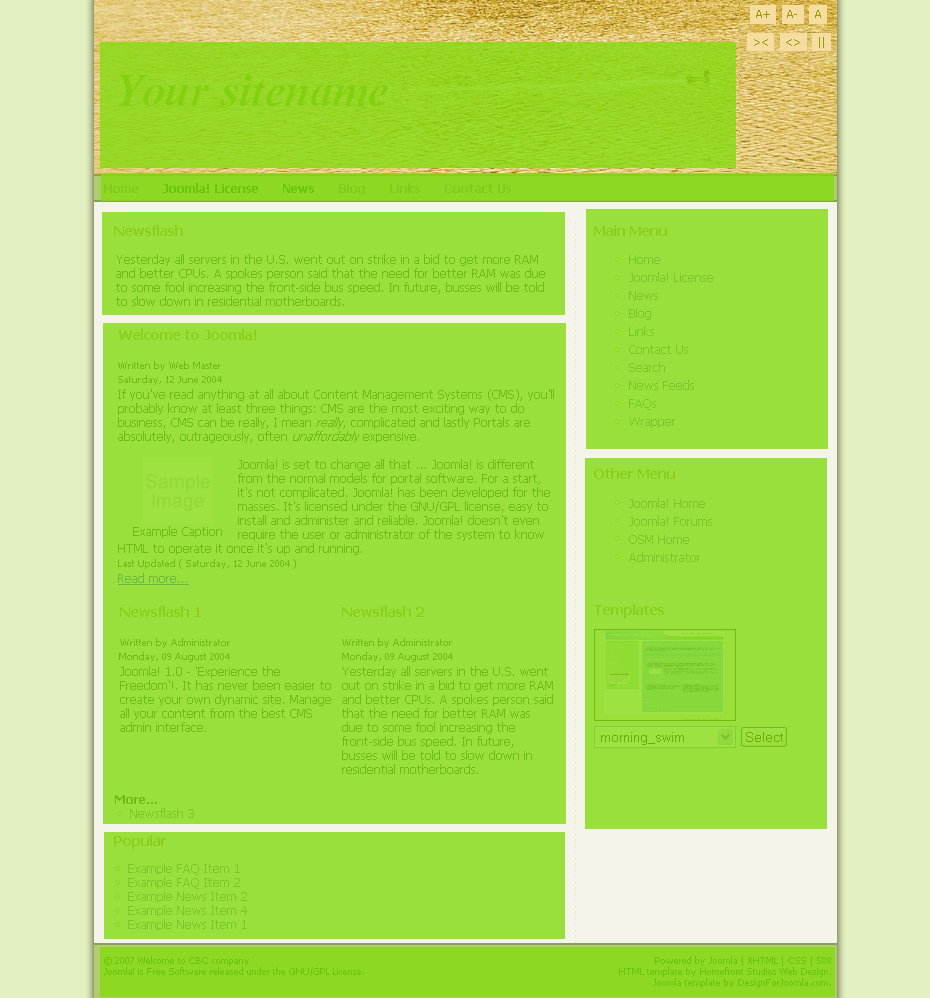 A+ A- A
>< <> ||
Your sitename
Home Joomla! License News Blog Links Contact Us
Newsflash
Yesterday all servers in the U.S. went out on strike in a bid to get more RAM
and better CPUs. A spokes person said that the need for better RAM was due
to some fool increasing the front-side bus speed. In future, busses will be told
to slow down in residential motherboards.
Welcome to Joomla!
Written by Web Master
Saturday, 12 June 2004
If you've read anything at all about Content Management Systems (CMS), you'll
probably know at least three things: CMS are the most exciting way to do
business, CMS can be really, I mean really, complicated and lastly Portals are
absolutely, outrageously, often unaffordably expensive.
Sample
Image
Example Caption
Joomla! is set to change all that ... Joomla! is different
from the normal models for portal software. For a start,
it's not complicated. Joomla! has been developed for the
masses. It's licensed under the GNU/GPL license, easy to
install and administer and reliable. Joomla! doesn't even
require the user or administrator of the system to know
HTML to operate it once it's up and running.
Last Updated ( Saturday, 12 June 2004 )
Read more...
Newsflash 1
Written by Administrator
Monday, 09 August 2004
Joomla! 1.0 - 'Experience the
Freedom'!. It has never been easier to
create your own dynamic site. Manage
all your content from the best CMS
admin interface.
Newsflash 2
Written by Administrator
Monday, 09 August 2004
Yesterday all servers in the U.S. went
out on strike in a bid to get more RAM
and better CPUs. A spokes person said
that the need for better RAM was
due to some fool increasing the
front-side bus speed. In future,
busses will be told to slow down in
residential motherboards.
More...
Newsflash 3
Popular
Example FAQ Item 1
Example FAQ Item 2
Example News Item 2
Example News Item 4
Example News Item 1
Main Menu
Home
Joomla! License
News
Blog
Links
Contact Us
Search
News Feeds
FAQs
Wrapper
Other Menu
Joomla! Home
Joomla! Forums
OSM Home
Administrator
Templates
morning_swim Select
© 2007 Welcome to CBC company
Joomla! is Free Software released under the GNU/GPL License.
Powered by Joomla | XHTML | CSS | 508
HTML template by Homefront Studios Web Design.
Joomla template by DesignForJoomla.com.